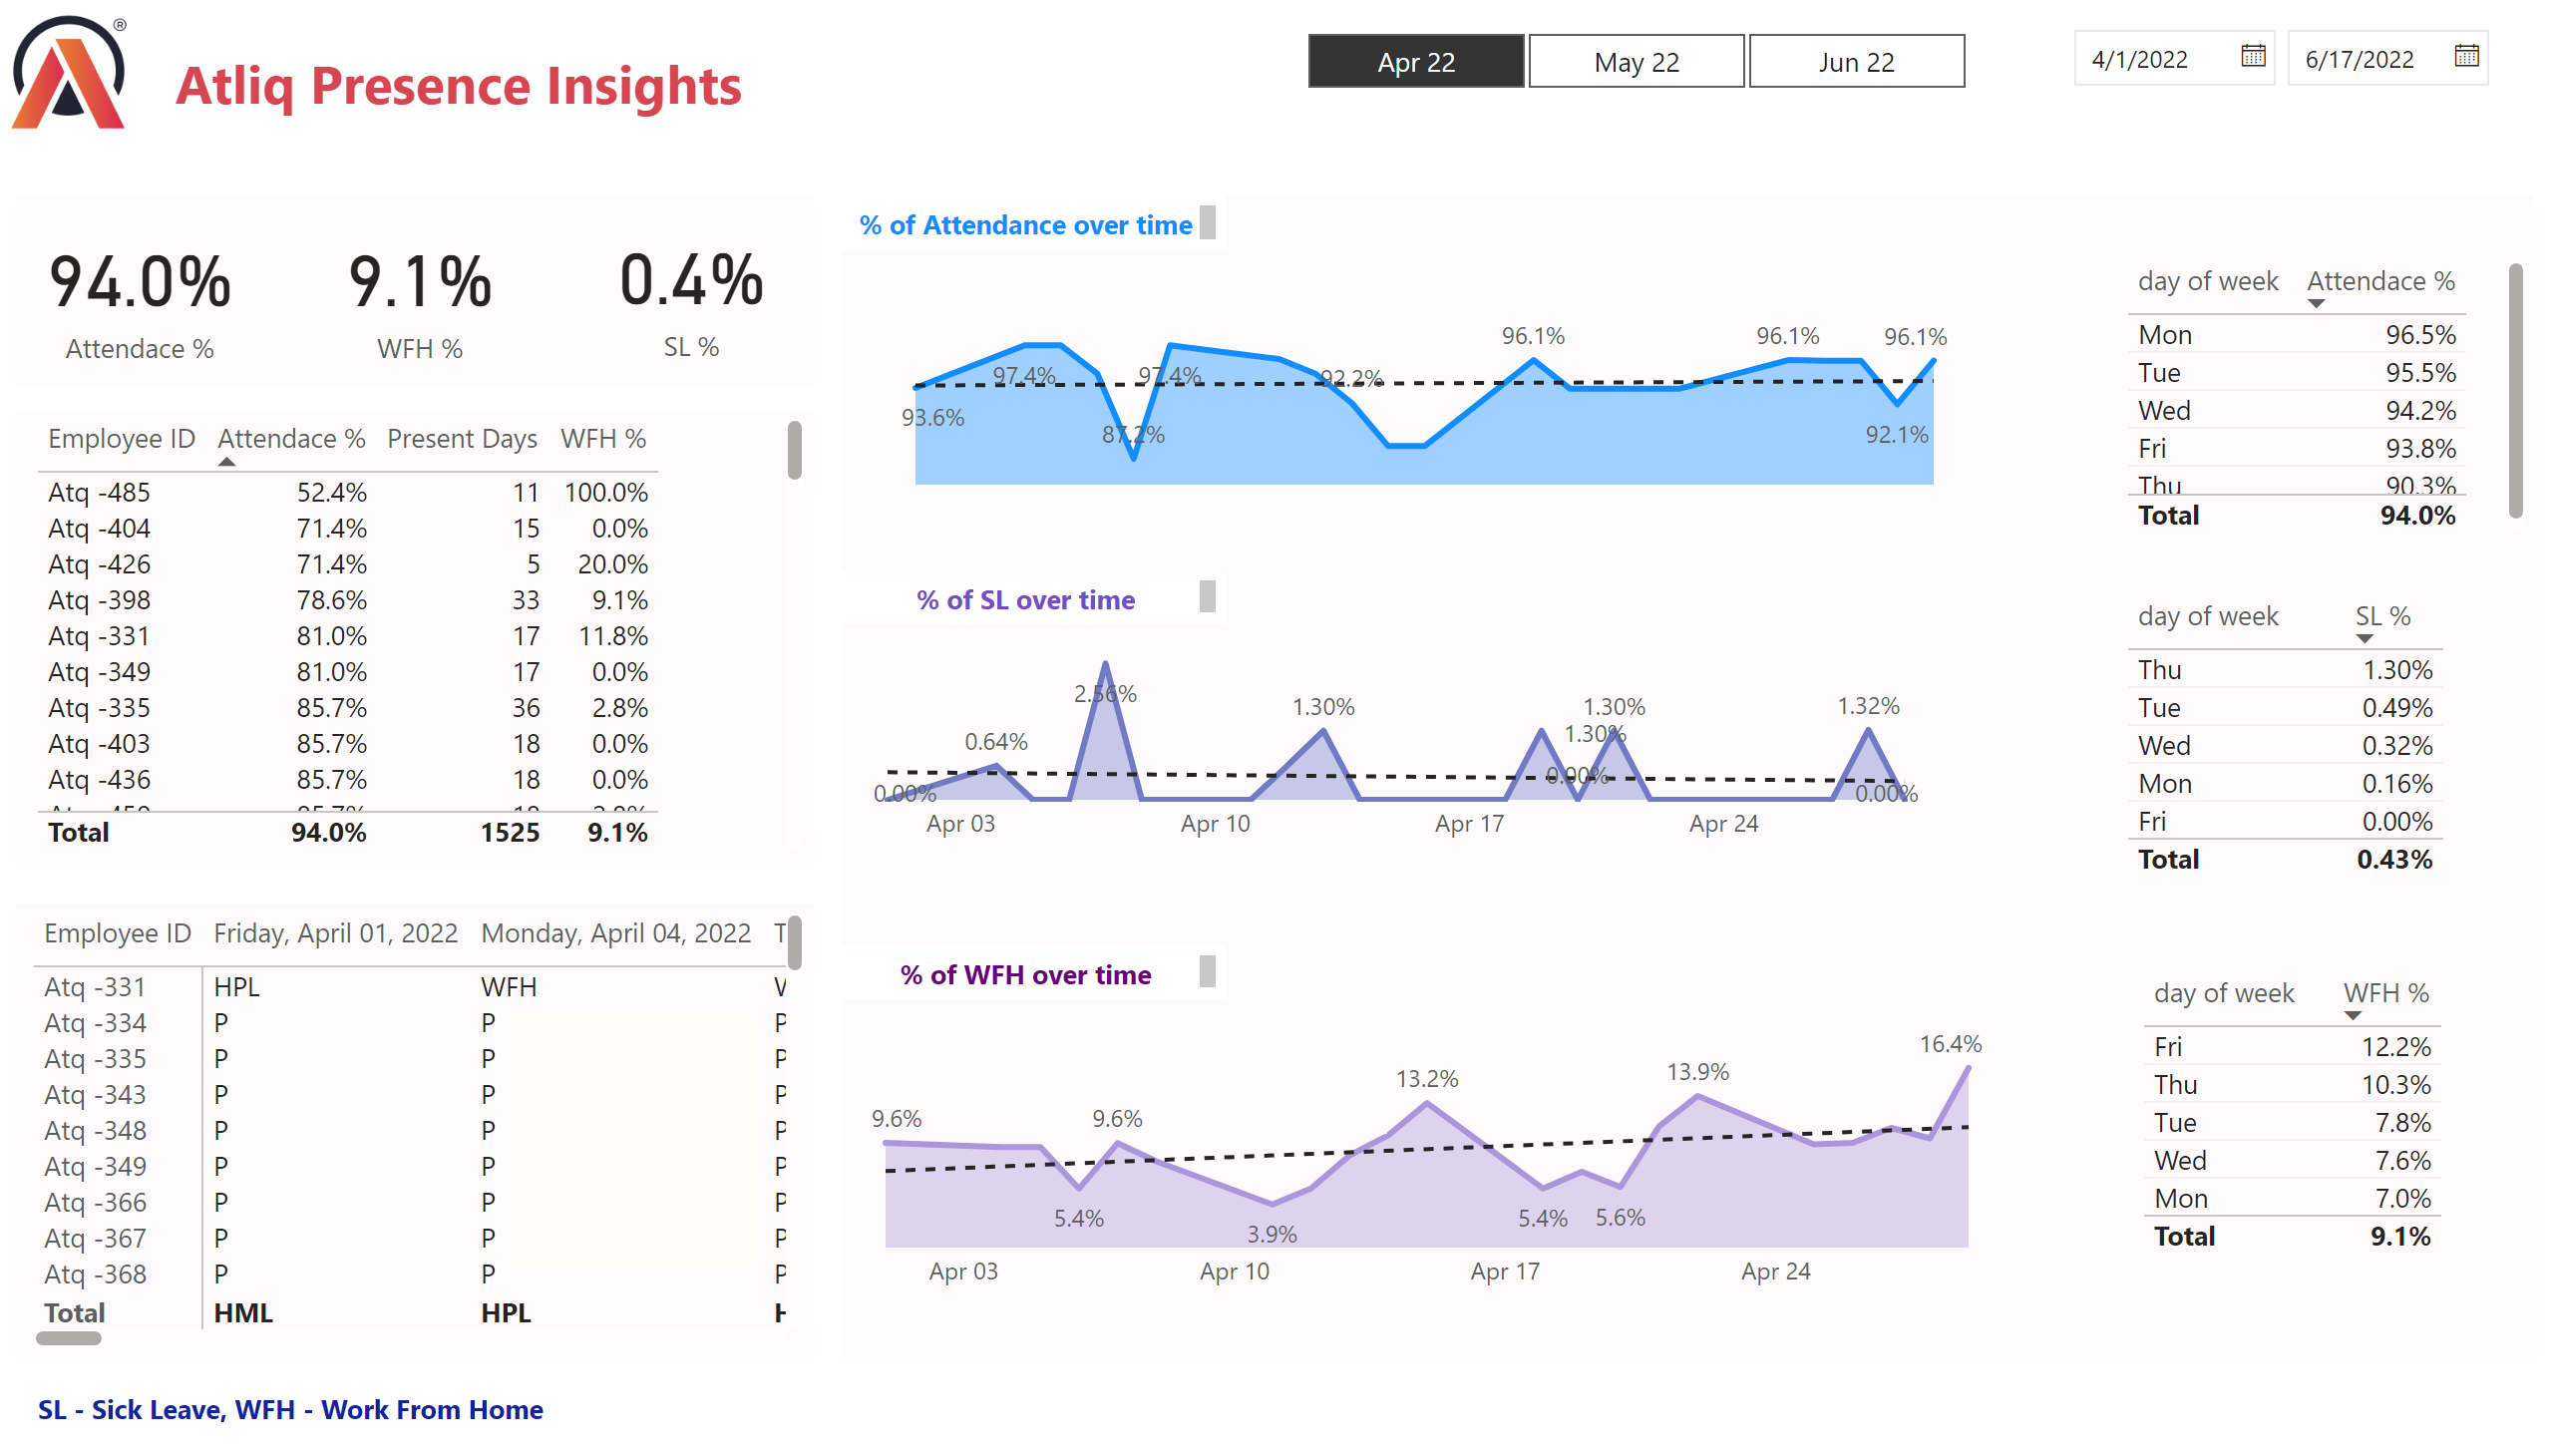 ®
Atliq Presence Insights
Apr 22
May 22
Jun 22
4/1/2022
6/17/2022
94.0%
Attendace %
9.1%
WFH %
0.4%
SL %
Employee ID Attendace % Present Days WFH %
Atq -485 52.4% 11 100.0%
Atq -404 71.4% 15 0.0%
Atq -426 71.4% 5 20.0%
Atq -398 78.6% 33 9.1%
Atq -331 81.0% 17 11.8%
Atq -349 81.0% 17 0.0%
Atq -335 85.7% 36 2.8%
Atq -403 85.7% 18 0.0%
Atq -436 85.7% 18 0.0%
Total 94.0% 1525 9.1%
Employee ID Friday, April 01, 2022 Monday, April 04, 2022 T
Atq -331 HPL WFH
Atq -334 P P P
Atq -335 P P P
Atq -343 P P P
Atq -348 P P P
Atq -349 P P P
Atq -366 P P P
Atq -367 P P P
Atq -368 P P P
Total HML HPL H
SL - Sick Leave, WFH - Work From Home
% of Attendance over time
93.6%
97.4%
87.2%
97.4%
92.2%
96.1%
96.1%
92.1%
96.1%
day of week Attendace %
Mon 96.5%
Tue 95.5%
Wed 94.2%
Fri 93.8%
Thu 90.3%
Total 94.0%
% of SL over time
0.00%
0.64%
2.56%
1.30%
1.30%
0.00%
1.30%
1.32%
0.00%
Apr 03 Apr 10 Apr 17 Apr 24
day of week SL %
Thu 1.30%
Tue 0.49%
Wed 0.32%
Mon 0.16%
Fri 0.00%
Total 0.43%
% of WFH over time
9.6%
5.4%
9.6%
3.9%
13.2%
5.4%
5.6%
13.9%
16.4%
Apr 03 Apr 10 Apr 17 Apr 24
day of week WFH %
Fri 12.2%
Thu 10.3%
Tue 7.8%
Wed 7.6%
Mon 7.0%
Total 9.1%